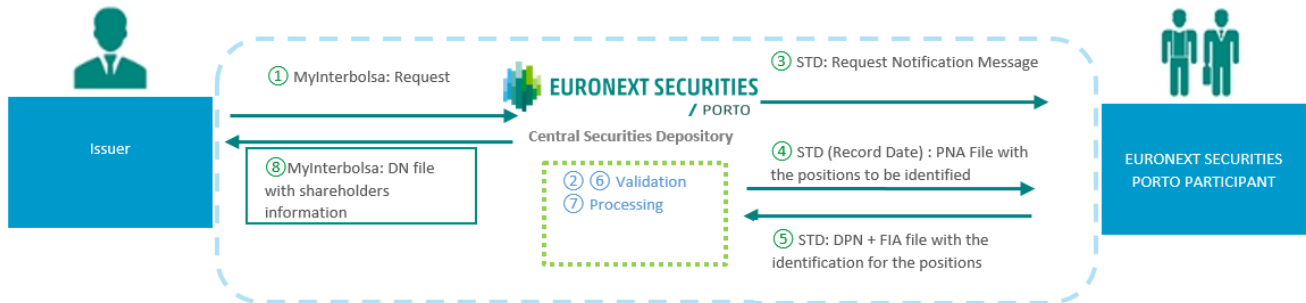 ① MyInterbolsa: Request
③ STD: Request Notification Message
EURONEXT SECURITIES
/ PORTO
Central Securities Depository
Issuer
⑧MyInterbolsa: DN file
with shareholders
information
② ⑥ Validation
⑦ Processing
④ STD (Record Date) : PNA File with
the positions to be identified
EURONEXT SECURITIES
PORTO PARTICIPANT
⑤ STD: DPN + FIA file with the
identification for the positions